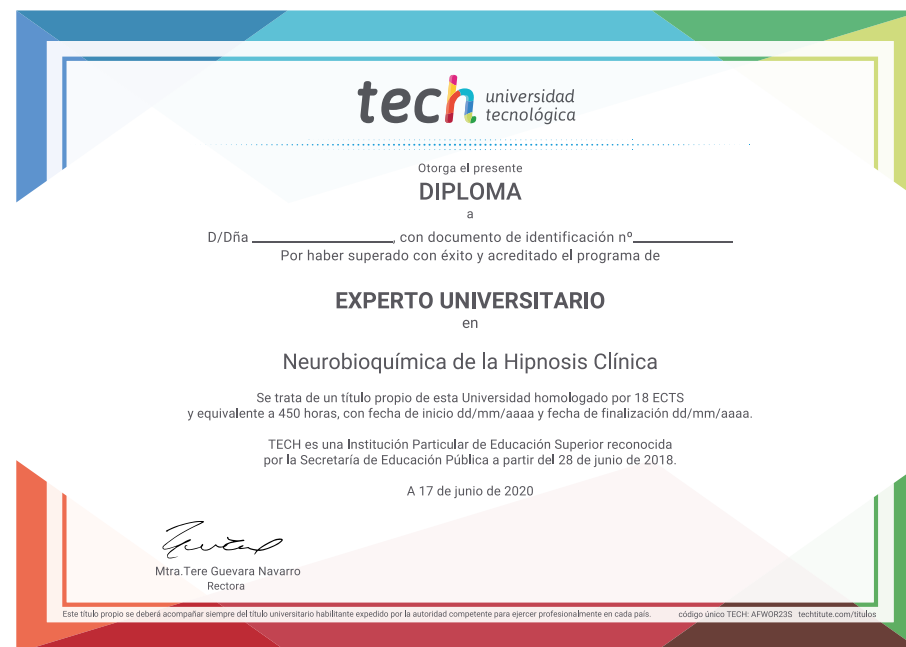 tech universidad
tecnológica
Otorga el presente
DIPLOMA
a
D/Dña , con documento de identificación nº
Por haber superado con éxito y acreditado el programa de
EXPERTO UNIVERSITARIO
en
Neurobioquímica de la Hipnosis Clínica
Se trata de un título propio de esta Universidad homologado por 18 ECTS
y equivalente a 450 horas, con fecha de inicio dd/mm/aaaa y fecha de finalización dd/mm/aaaa.
TECH es una Institución Particular de Educación Superior reconocida
por la Secretaría de Educación Pública a partir del 28 de junio de 2018.
A 17 de junio de 2020
Mtra.Tere Guevara Navarro
Rectora
Este título propio se deberá acompañar siempre del título universitario habilitante expedido por la autoridad competente para ejercer profesionalmente en cada país. código único TECH: AFWOR23S techtitute.com/titulos